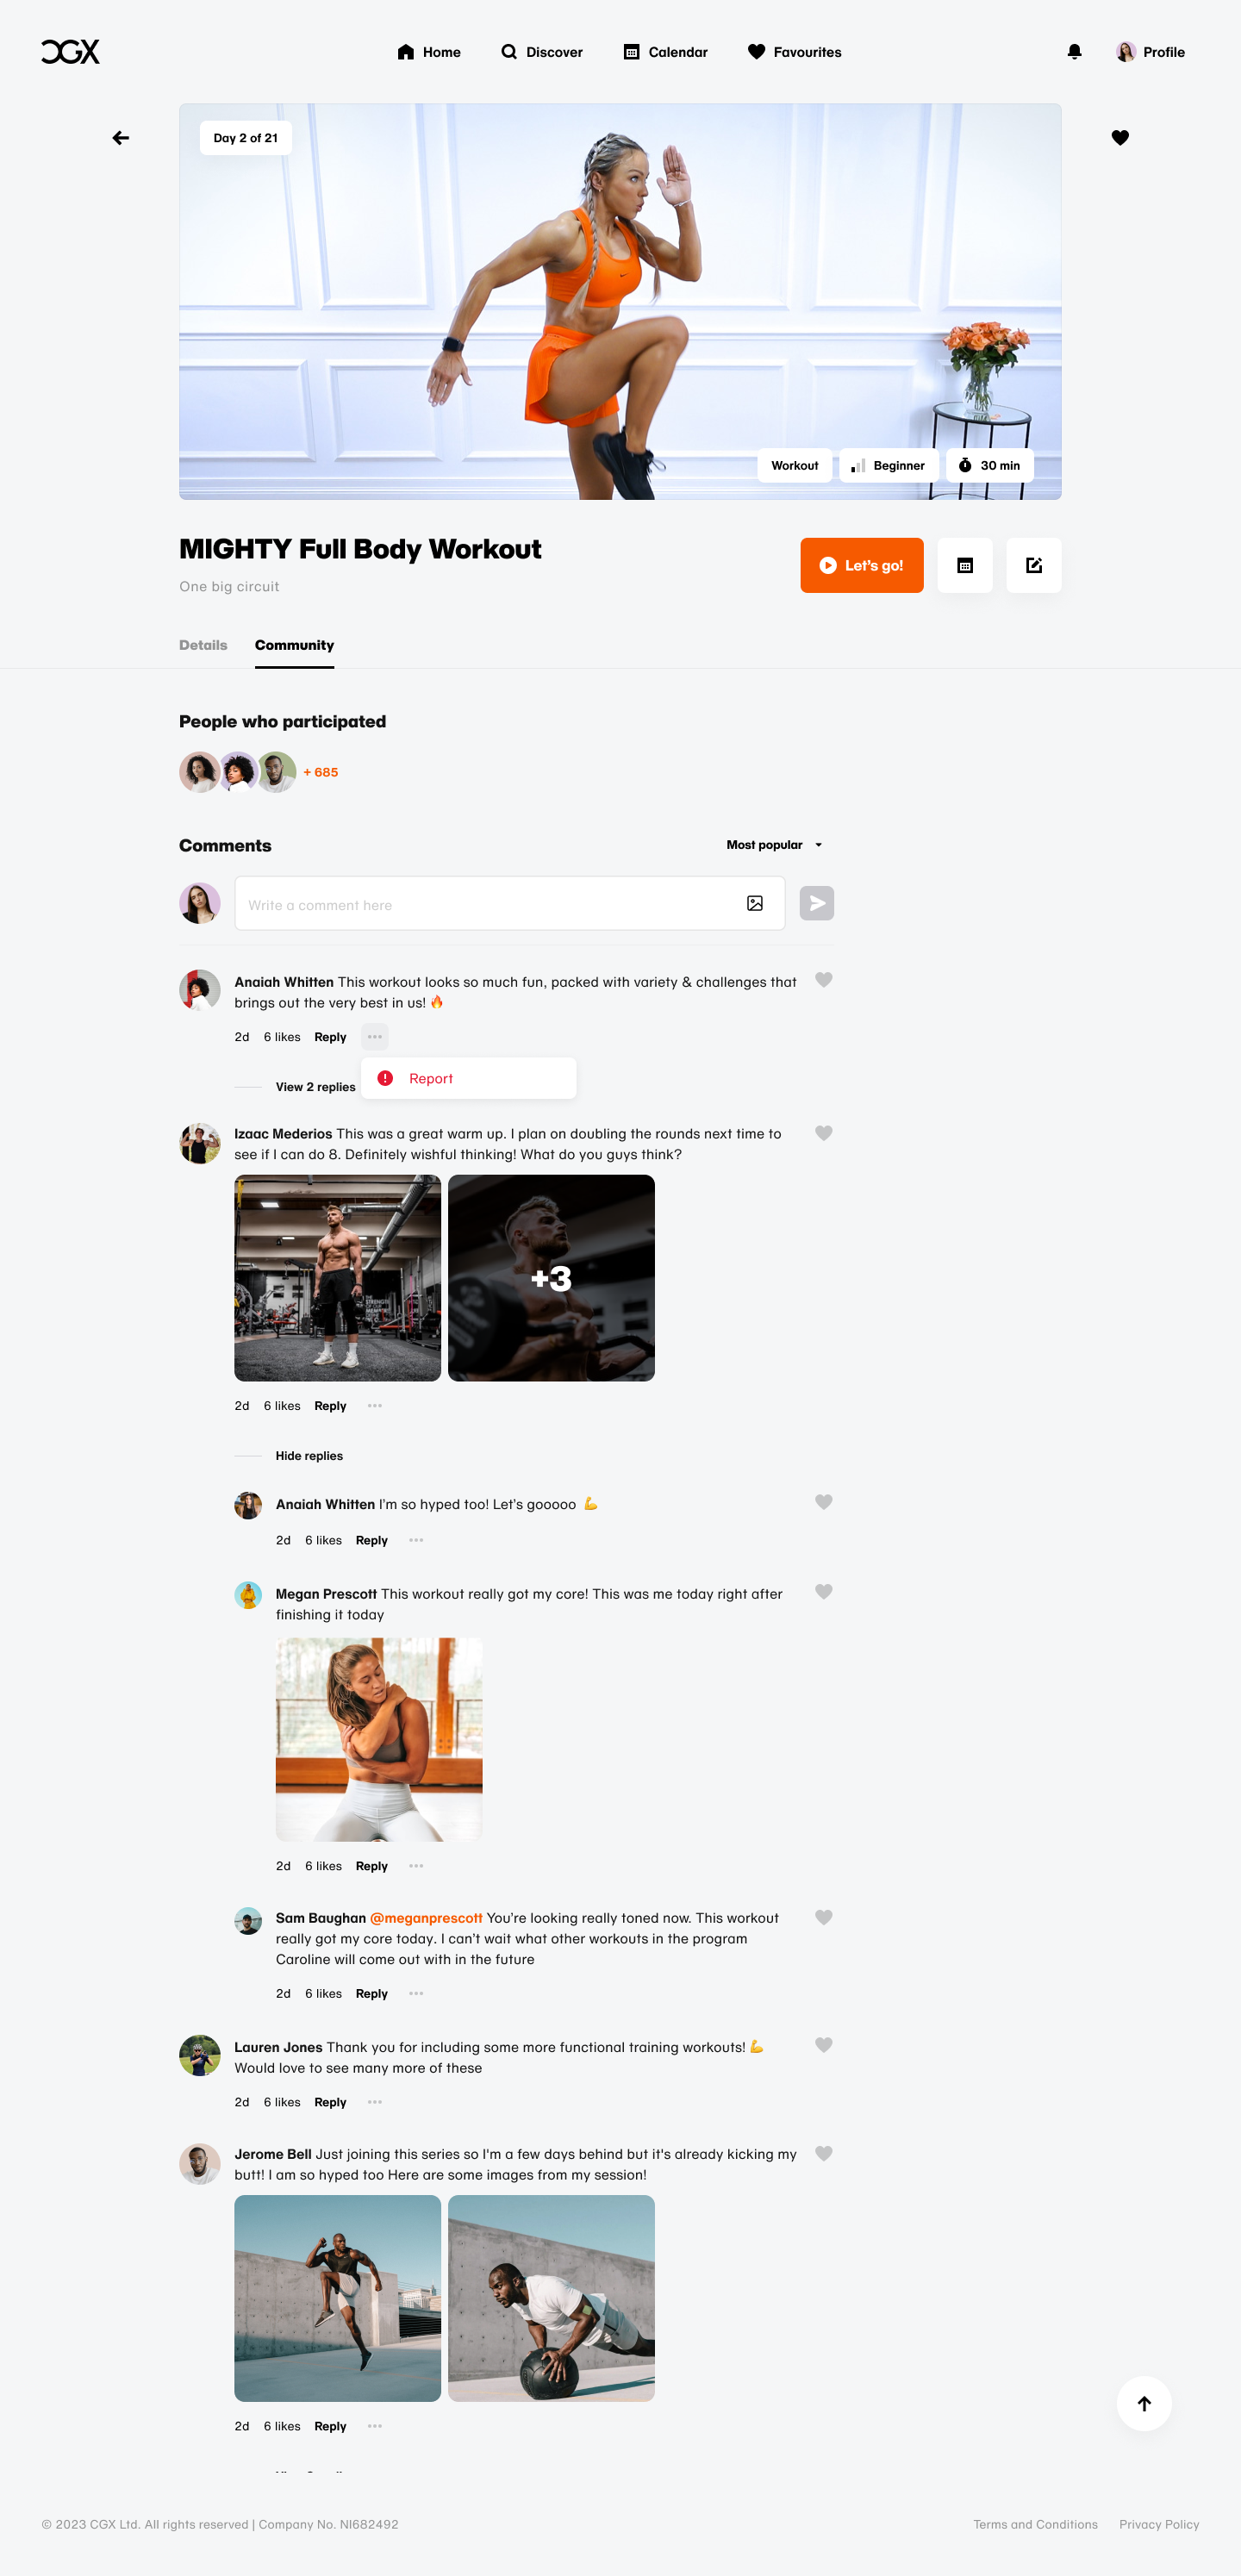 CGX
Home
Discover
Calendar
Favourites
Profile
Day 2 of 21
Workout
Beginner
30 min
MIGHTY Full Body Workout
One big circuit
Let's go!
Details
Community
People who participated
+ 685
Comments
Most popular
Write a comment here
Anaiah Whitten This workout looks so much fun, packed with variety & challenges that
brings out the very best in us! 🔥
2d 6 likes Reply
Report
View 2 replies
Izaac Mederios This was a great warm up. I plan on doubling the rounds next time to
see if I can do 8. Definitely wishful thinking! What do you guys think?
+3
2d 6 likes Reply
Hide replies
Anaiah Whitten I'm so hyped too! Let's gooooo 💪
2d 6 likes Reply
Megan Prescott This workout really got my core! This was me today right after
finishing it today
2d 6 likes Reply
Sam Baughan @meganprescott You're looking really toned now. This workout
really got my core today. I can't wait what other workouts in the program
Caroline will come out with in the future
2d 6 likes Reply
Lauren Jones Thank you for including some more functional training workouts! 💪
Would love to see many more of these
2d 6 likes Reply
Jerome Bell Just joining this series so I'm a few days behind but it's already kicking my
butt! I am so hyped too Here are some images from my session!
2d 6 likes Reply
© 2023 CGX Ltd. All rights reserved | Company No. NI682492
Terms and Conditions
Privacy Policy